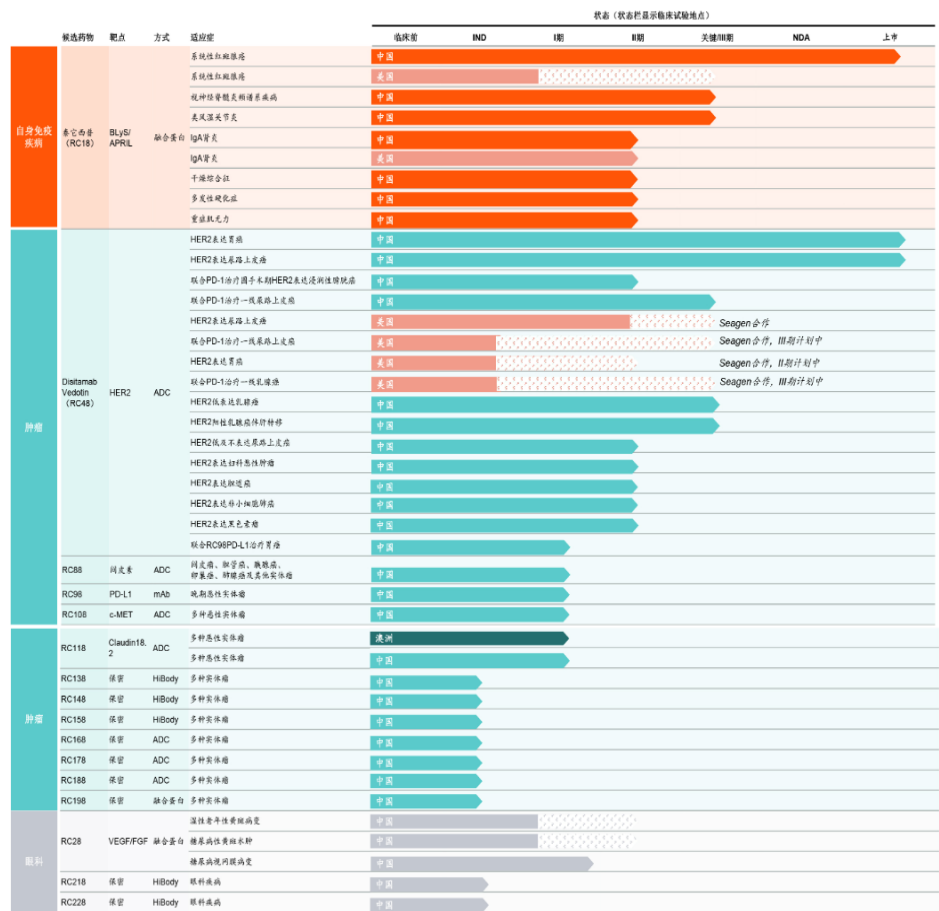 状态（状态栏显示临床试验地点）
候选药物 靶点 方式 适应症 临床前 IND I期 II期 关键/III期 NDA 上市
自身免疫疾病
泰它西普（RC18） BLyS/APRIL 融合蛋白
系统性红斑狼疮 中国
系统性红斑狼疮 美国
视神经脊髓炎频谱系疾病 中国
类风湿关节炎 中国
IgA肾炎 中国
IgA肾炎 美国
干燥综合征 中国
多发性硬化症 中国
重症肌无力 中国
肿瘤
Disitamab Vedotin（RC48） HER2 ADC
HER2表达胃癌 中国
HER2表达尿路上皮癌 中国
联合PD-1治疗围手术期HER2表达浸润性膀胱癌 中国
联合PD-1治疗一线尿路上皮癌 中国
HER2表达尿路上皮癌 美国 Seagen合作
联合PD-1治疗一线尿路上皮癌 美国 Seagen合作, III期计划中
HER2表达胃癌 美国 Seagen合作, II期计划中
联合PD-1治疗一线乳腺癌 美国 Seagen合作, III期计划中
HER2低表达乳腺癌 中国
HER2阳性乳腺癌伴肝转移 中国
HER2低及不表达尿路上皮癌 中国
HER2表达妇科恶性肿瘤 中国
HER2表达胆道癌 中国
HER2表达非小细胞肺癌 中国
HER2表达黑色素瘤 中国
联合RC98PD-L1治疗胃癌 中国
RC88 间皮素 ADC 间皮瘤、胆管癌、胰腺癌、
卵巢癌、肺腺癌及其他实体瘤 中国
RC98 PD-L1 mAb 晚期恶性实体瘤 中国
RC108 c-MET ADC 多种恶性实体瘤 中国
肿瘤
RC118 Claudin18.2 ADC
多种恶性实体瘤 澳洲
多种恶性实体瘤 中国
RC138 保密 HiBody 多种实体瘤 中国
RC148 保密 HiBody 多种实体瘤 中国
RC158 保密 HiBody 多种实体瘤 中国
RC168 保密 ADC 多种实体瘤 中国
RC178 保密 ADC 多种实体瘤 中国
RC188 保密 ADC 多种实体瘤 中国
RC198 保密 融合蛋白 多种实体瘤 中国
眼科
RC28 VEGF/FGF 融合蛋白
湿性老年性黄斑病变 中国
糖尿病性黄斑水肿 中国
糖尿病视网膜病变 中国
RC218 保密 HiBody 眼科疾病 中国
RC228 保密 HiBody 眼科疾病 中国